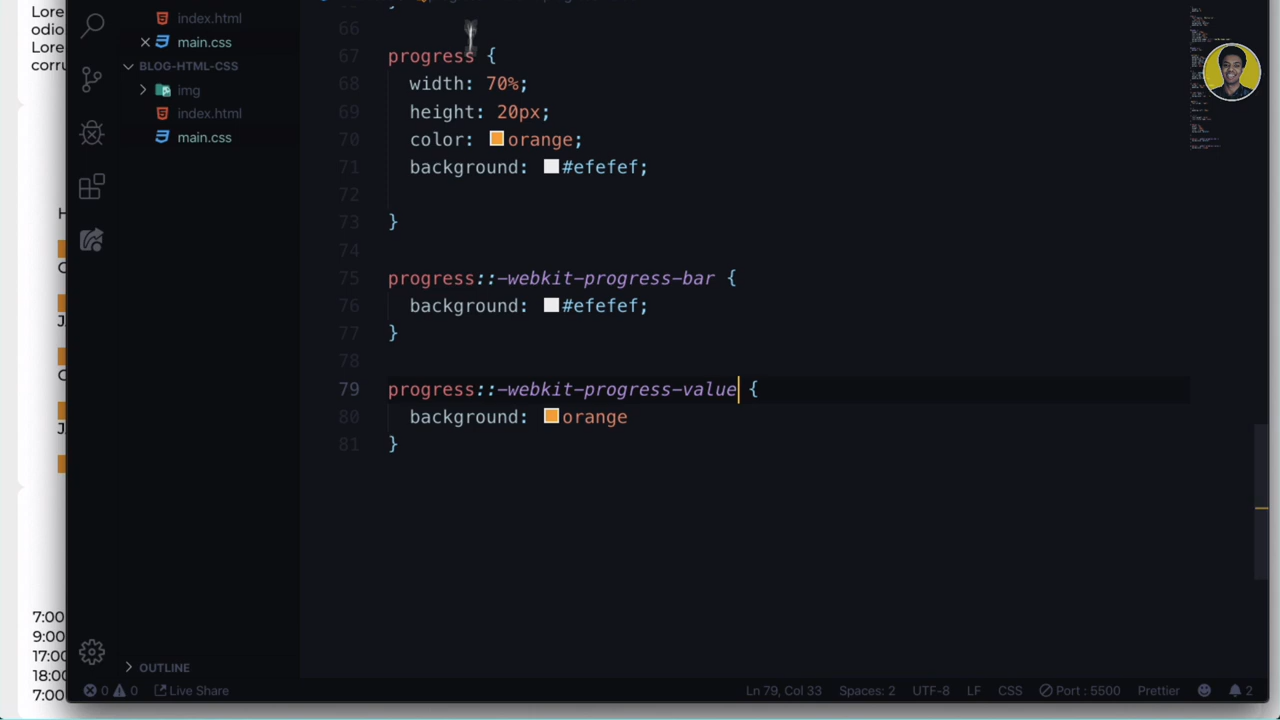 Lore
odio
Lore
corru
H
C
J
C
J
7:00
9:00
17:00
18:00
7:00
index.html
main.css
BLOG-HTML-CSS
img
index.html
main.css
OUTLINE
66
67 progress {
68 width: 70%;
69 height: 20px;
70 color: orange;
71 background: #efefef;
72
73 }
74
75 progress::-webkit-progress-bar {
76 background: #efefef;
77 }
78
79 progress::-webkit-progress-value {
80 background: orange
81 }
0 0 Live Share Ln 79, Col 33 Spaces: 2 UTF-8 LF CSS Port : 5500 Prettier 2